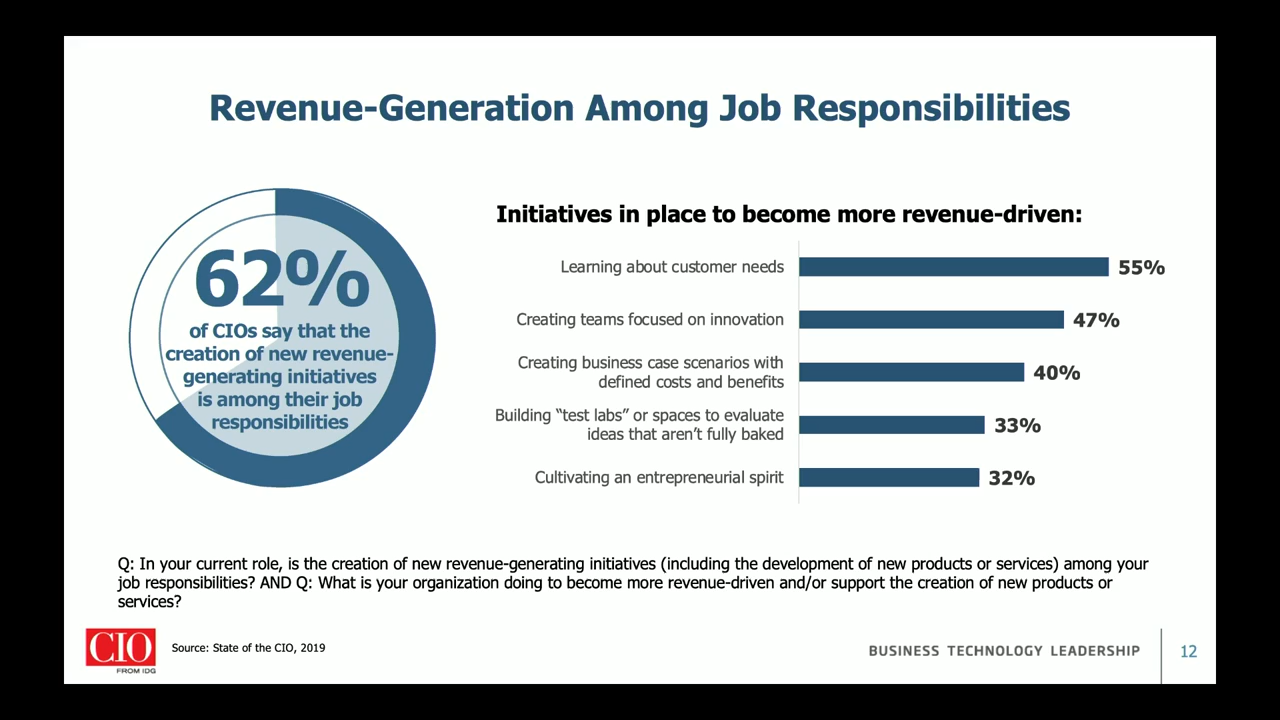 Revenue-Generation Among Job Responsibilities
62%
of CIOs say that the
creation of new revenue-
generating initiatives
is among their job
responsibilities
Initiatives in place to become more revenue-driven:
Learning about customer needs
55%
Creating teams focused on innovation
47%
Creating business case scenarios with
defined costs and benefits
40%
Building “test labs” or spaces to evaluate
ideas that aren’t fully baked
33%
Cultivating an entrepreneurial spirit
32%
Q: In your current role, is the creation of new revenue-generating initiatives (including the development of new products or services) among your
job responsibilities? AND Q: What is your organization doing to become more revenue-driven and/or support the creation of new products or
services?
CIO
FROM IDG
Source: State of the CIO, 2019
BUSINESS TECHNOLOGY LEADERSHIP
12